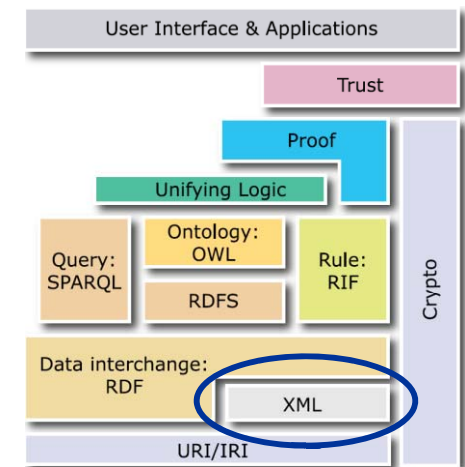 User Interface & Applications
Trust
Proof
Unifying Logic
Ontology:
OWL
Query:
SPARQL
Rule:
RIF
RDFS
Crypto
Data interchange:
RDF
XML
URI/IRI